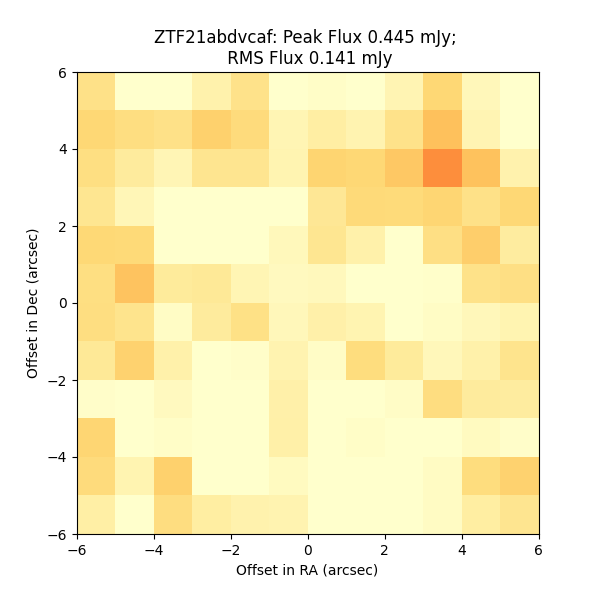 ZTF21abdvcaf: Peak Flux 0.445 mJy;
RMS Flux 0.141 mJy
6
4
2
0
−2
−4
−6
Offset in Dec (arcsec)
−6 −4 −2 0 2 4 6
Offset in RA (arcsec)